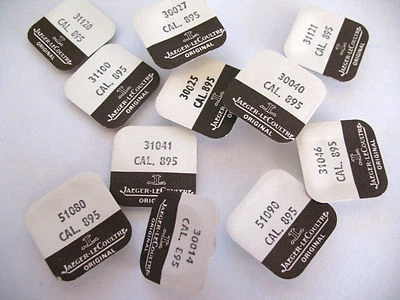 31120
CAL. 895
JAEGER-LECOULTRE
ORIGINAL
30027
CAL. 895
JAEGER-LECOULTRE
ORIGINAL
31121
CAL. 895
JAEGER-LECOULTRE
ORIGINAL
31100
CAL. 895
JAEGER-LECOULTRE
ORIGINAL
30025
CAL.895
30040
CAL. 895
JAEGER-LECOULTRE
ORIGINAL
31041
CAL. 895
JAEGER-LECOULTRE
31046
CAL. 895
JAEGER-LECOULTRE
ORIGINAL
51080
CAL. 895
JAEGER-LECOULTRE
ORIGINAL
30014
CAL. 895
JAEGER-LECOULTRE
ORIGINAL
51090
CAL. 895
JAEGER-LECOULTRE
ORIGINAL